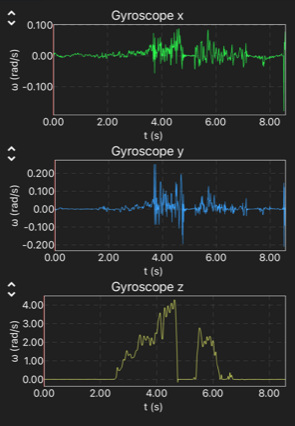 Gyroscope x
0.100
0.00
-0.100
ω (rad/s)
0.00 2.00 4.00 6.00 8.00
t (s)
Gyroscope y
0.200
0.100
0.00
-0.100
-0.200
ω (rad/s)
0.00 2.00 4.00 6.00 8.00
t (s)
Gyroscope z
4.00
3.00
2.00
1.00
0.00
ω (rad/s)
0.00 2.00 4.00 6.00 8.00
t (s)